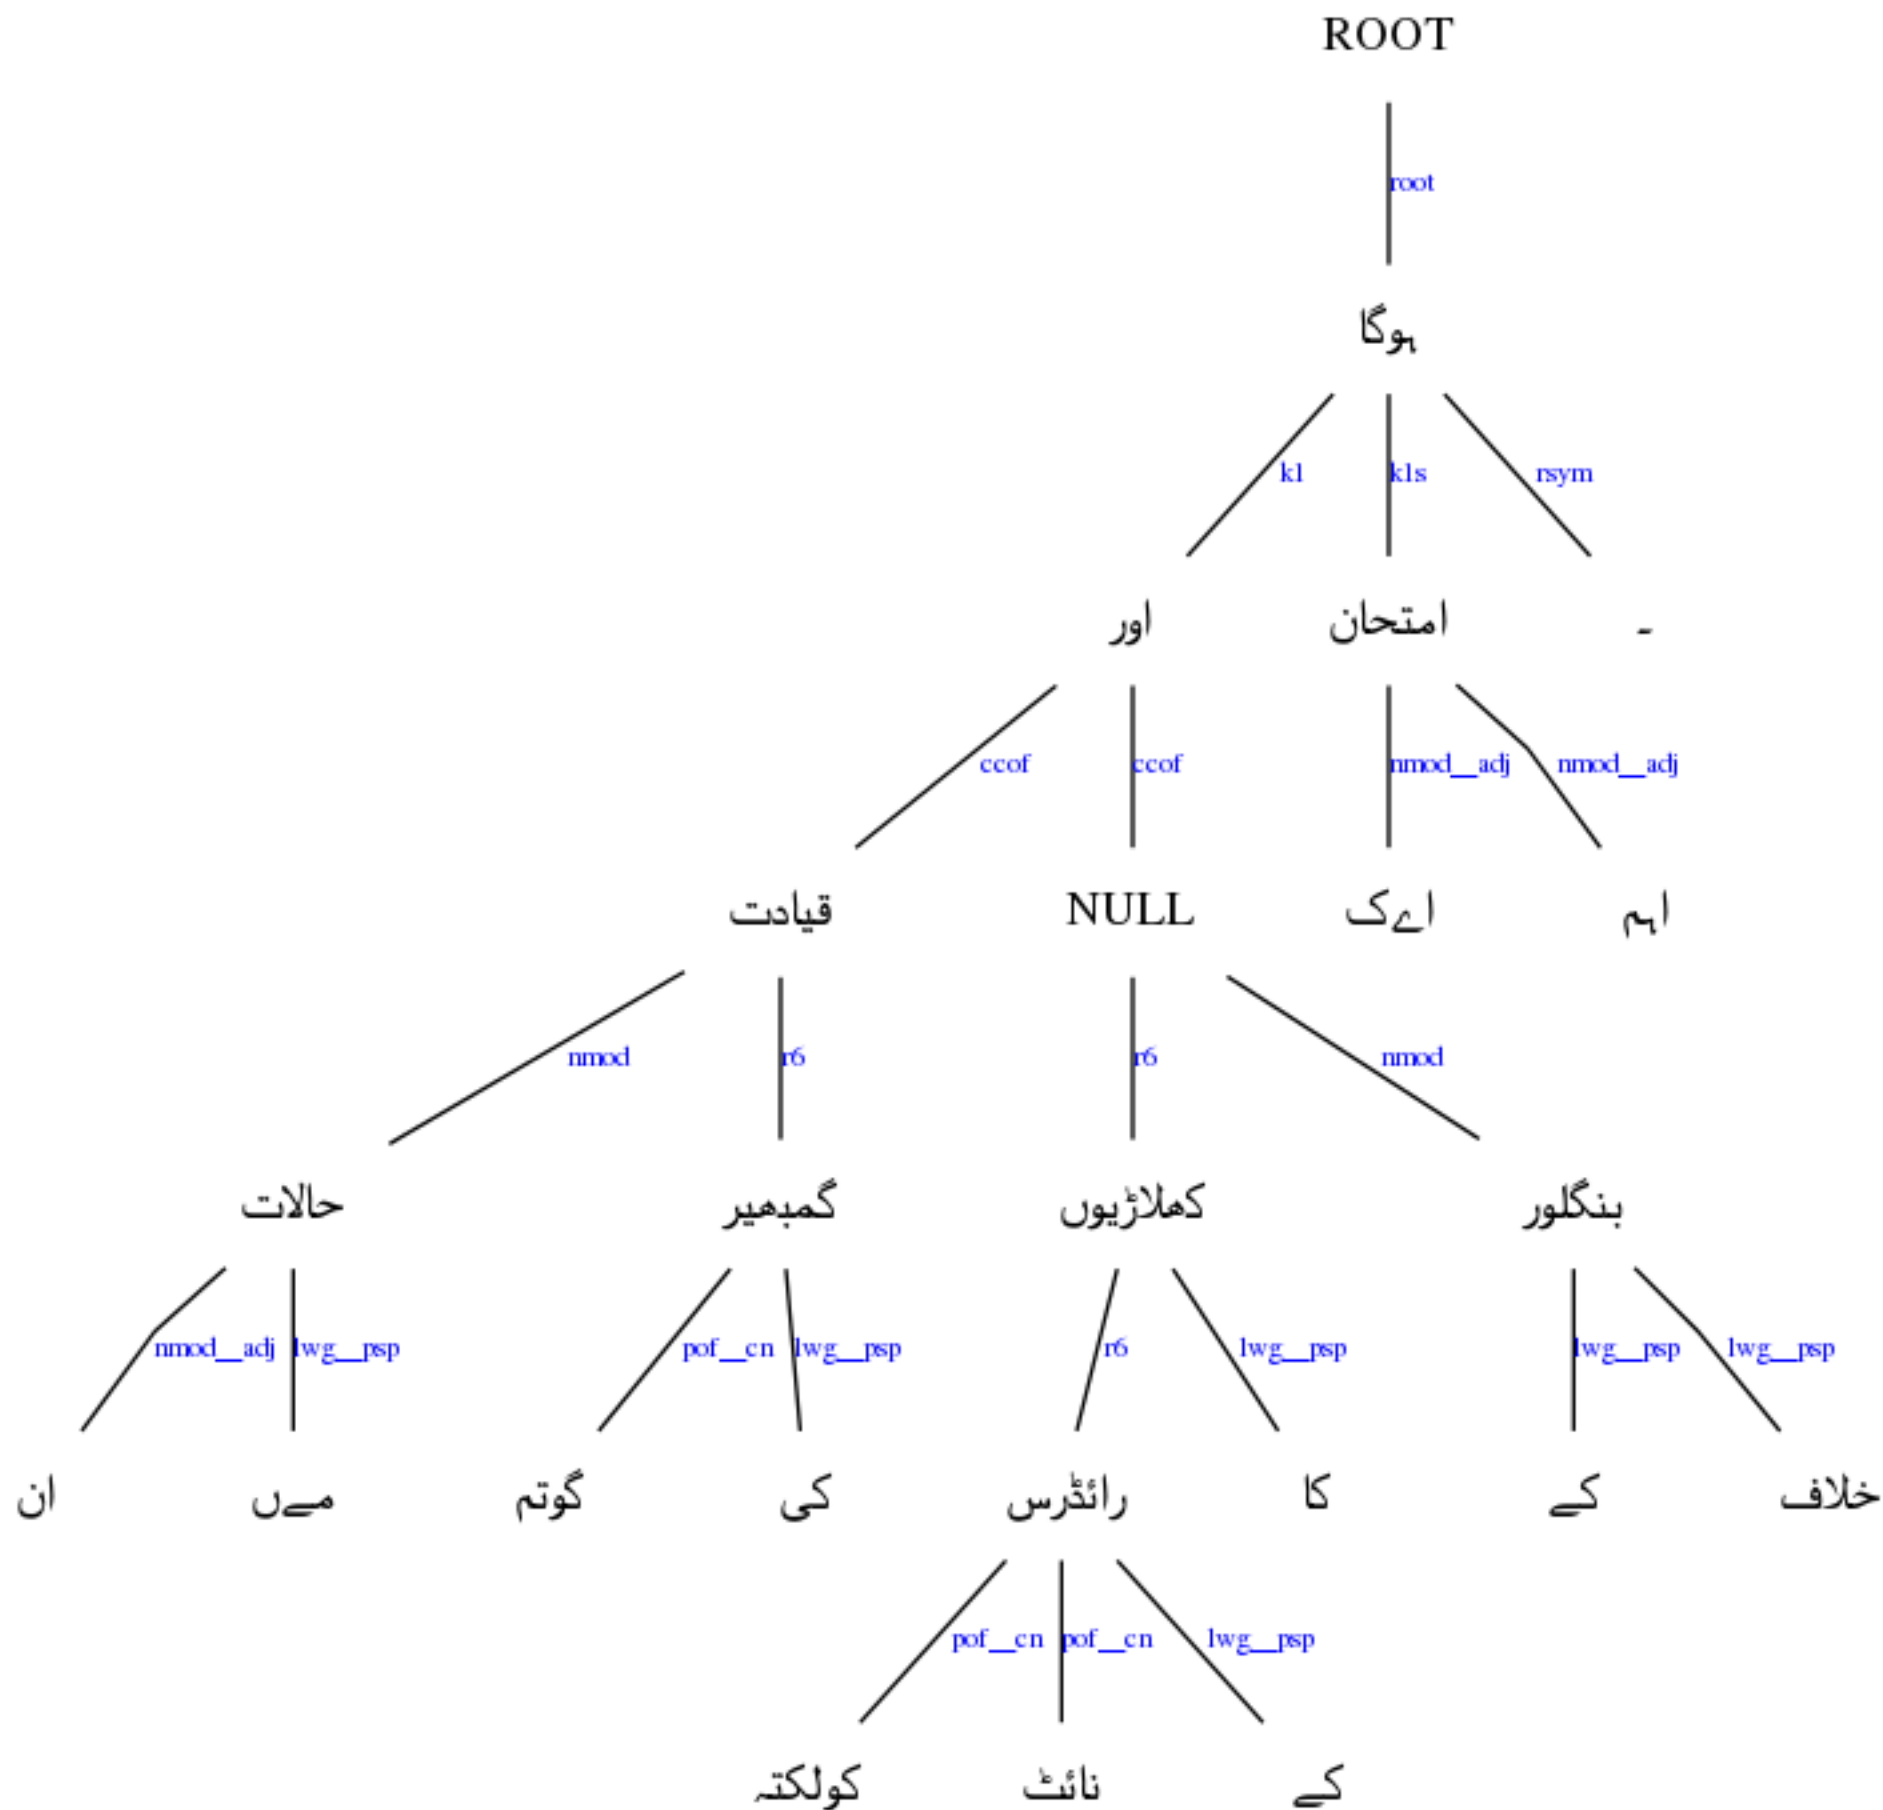 ROOT
root
ہوگا
k1 k1s rsym
اور امتحان ۔
ccof ccof nmod__adj nmod__adj
قیادت NULL اےک اہم
nmod r6 r6 nmod
حالات گمبھیر کھلاڑیوں بنگلور
nmod__adj lwg__psp pof__cn lwg__psp r6 lwg__psp lwg__psp lwg__psp
ان مےں گوتم کی رائڈرس کا کے خلاف
pof__cn pof__cn lwg__psp
کولکتہ نائٹ کے